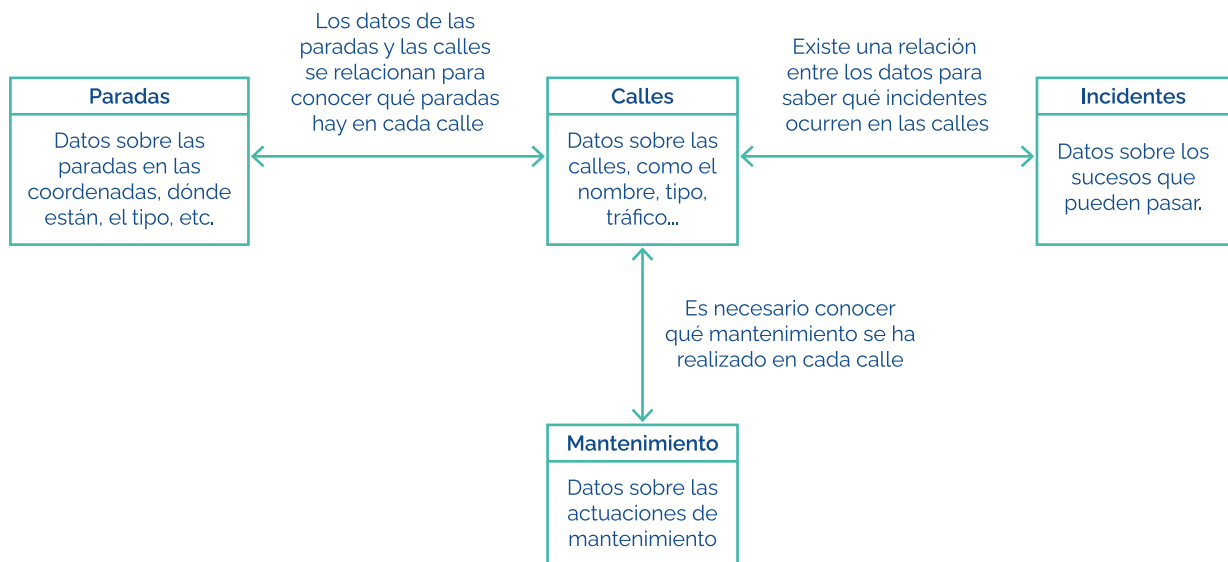 Los datos de las
paradas y las calles
se relacionan para
conocer qué paradas
hay en cada calle
Existe una relación
entre los datos para
saber qué incidentes
ocurren en las calles
Paradas
Datos sobre las
paradas en las
coordenadas, dónde
están, el tipo, etc.
Calles
Datos sobre las
calles, como el
nombre, tipo,
tráfico...
Incidentes
Datos sobre los
sucesos que
pueden pasar.
Es necesario conocer
qué mantenimiento se ha
realizado en cada calle
Mantenimiento
Datos sobre las
actuaciones de
mantenimiento